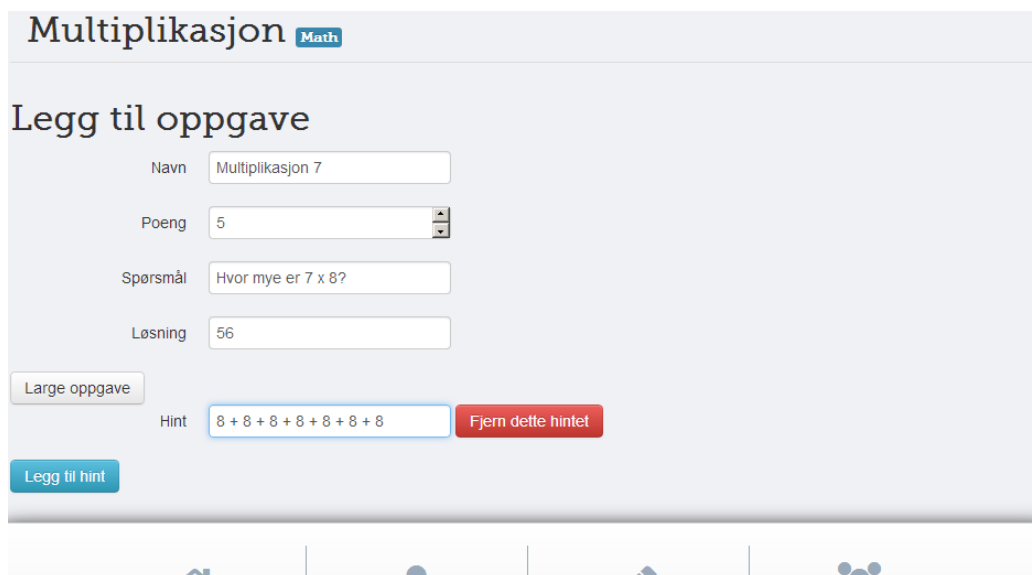 Multiplikasjon Math
Legg til oppgave
Navn Multiplikasjon 7
Poeng 5
Spørsmål Hvor mye er 7 x 8?
Løsning 56
Large oppgave
Hint 8 + 8 + 8 + 8 + 8 + 8 + 8 Fjern dette hintet
Legg til hint